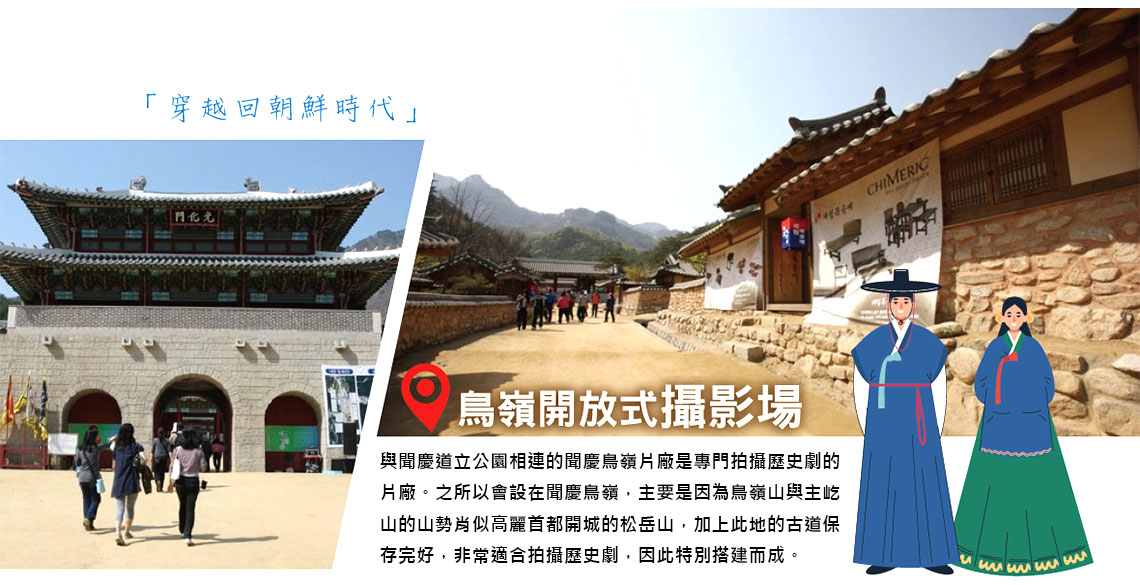 「穿越回朝鮮時代」
門化光
CHIMERIC
鳥嶺開放式攝影場
與聞慶道立公園相連的聞慶鳥嶺片廠是專門拍攝歷史劇的
片廠。之所以會設在聞慶鳥嶺，主要是因為鳥嶺山與主屹
山的山勢肖似高麗首都開城的松岳山，加上此地的古道保
存完好，非常適合拍攝歷史劇，因此特別搭建而成。